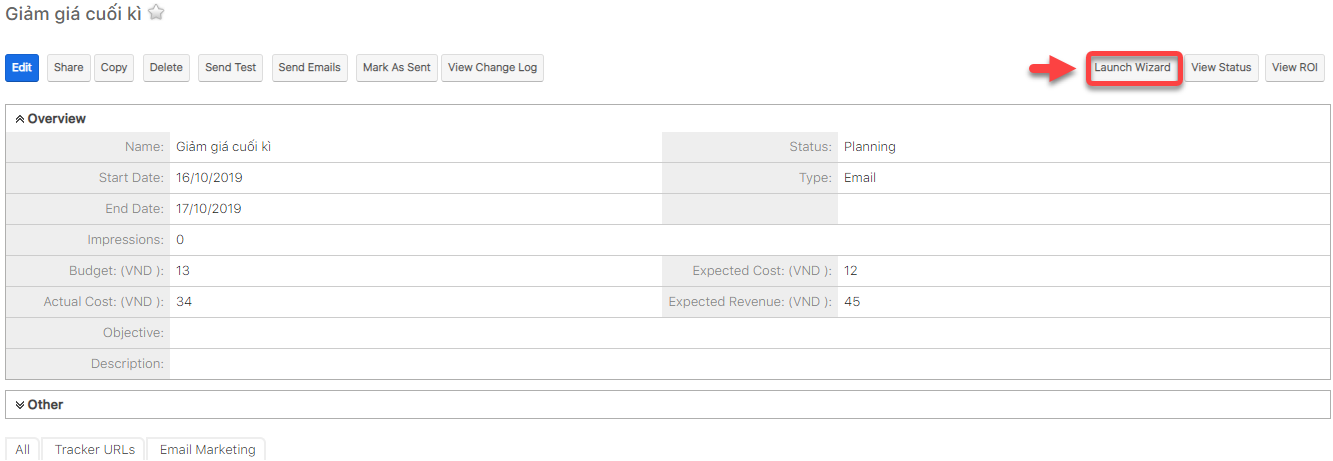 Giảm giá cuối kì
Edit Share Copy Delete Send Test Send Emails Mark As Sent View Change Log Launch Wizard View Status View ROI
Overview
Name: Giảm giá cuối kì Status: Planning
Start Date: 16/10/2019 Type: Email
End Date: 17/10/2019
Impressions: 0
Budget: (VND ): 13 Expected Cost: (VND ): 12
Actual Cost: (VND ): 34 Expected Revenue: (VND ): 45
Objective:
Description:
Other
All Tracker URLs Email Marketing